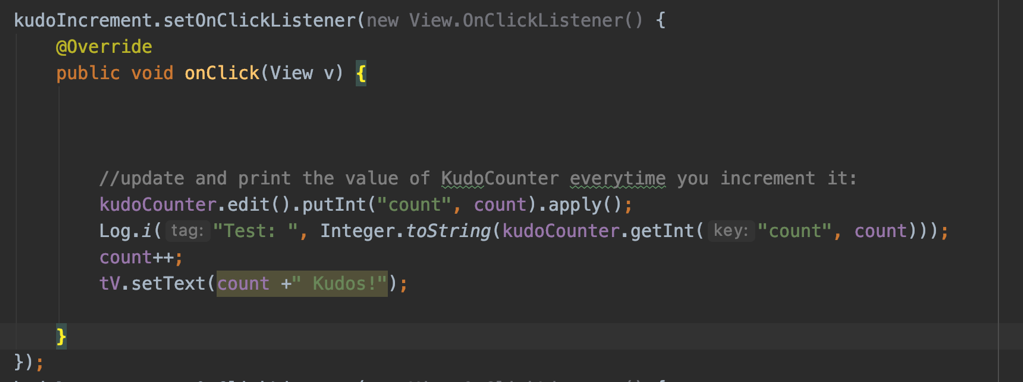 kudoIncrement.setOnClickListener(new View.OnClickListener() {
@Override
public void onClick(View v) {
//update and print the value of KudoCounter everytime you increment it:
kudoCounter.edit().putInt("count", count).apply();
Log.i( tag: "Test: ", Integer.toString(kudoCounter.getInt( key: "count", count)));
count++;
tV.setText(count +" Kudos!");
}
});